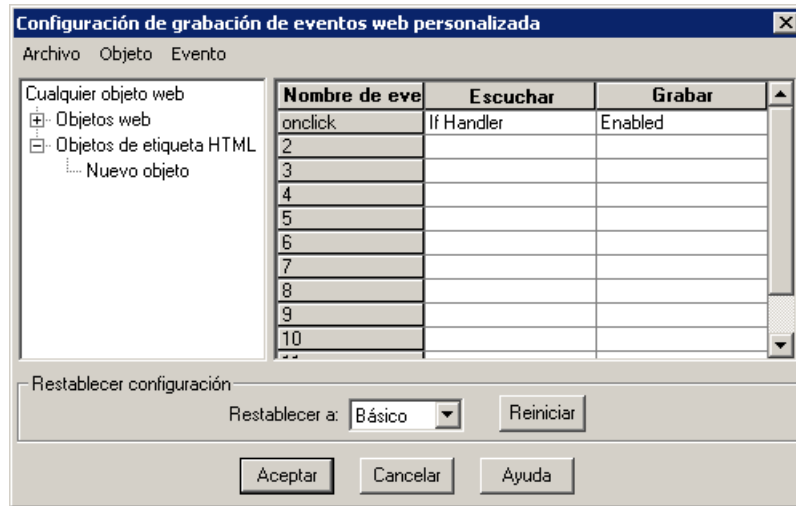 Configuración de grabación de eventos web personalizada
Archivo Objeto Evento
Cualquier objeto web
Objetos web
Objetos de etiqueta HTML
Nuevo objeto
Nombre de eve Escuchar Grabar
onclick If Handler Enabled
2
3
4
5
6
7
8
9
10
Restablecer configuración
Restablecer a: Básico Reiniciar
Aceptar Cancelar Ayuda